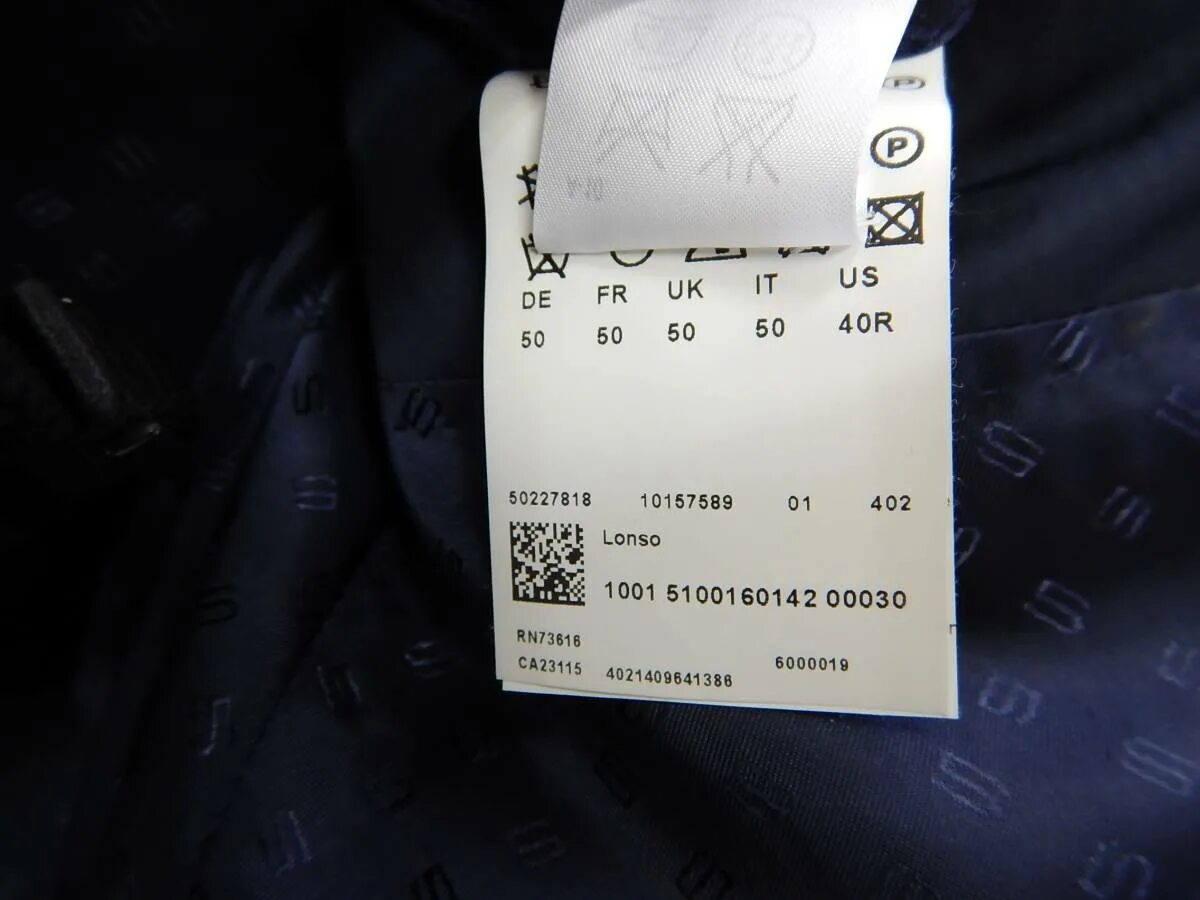 P
P
DE FR UK IT US
50 50 50 50 40R
50227818 10157589 01 402
Lonso
1001 5100160142 00030
RN73616
CA23115 4021409641386 6000019